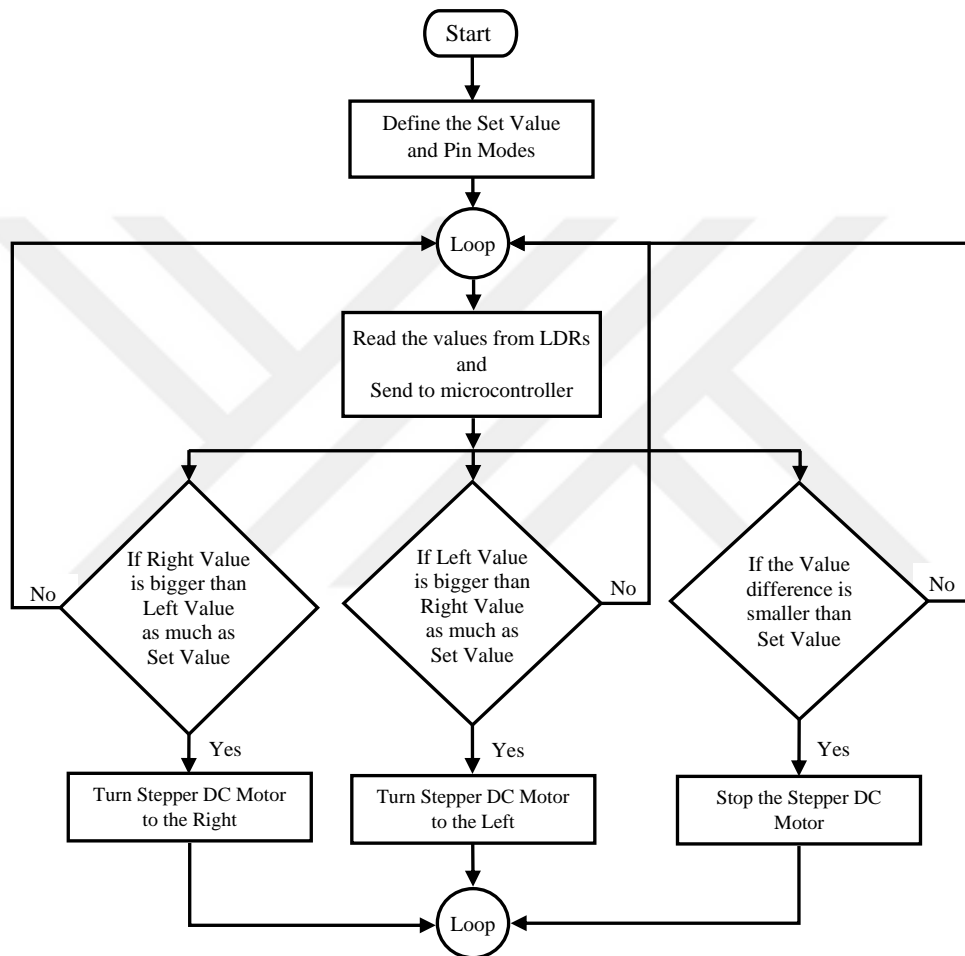 Start
Define the Set Value
and Pin Modes
Loop
Read the values from LDRs
and
Send to microcontroller
If Right Value
is bigger than
Left Value
as much as
Set Value
No
Yes
Turn Stepper DC Motor
to the Right
If Left Value
is bigger than
Right Value
as much as
Set Value
No
Yes
Turn Stepper DC Motor
to the Left
If the Value
difference is
smaller than
Set Value
No
Yes
Stop the Stepper DC
Motor
Loop